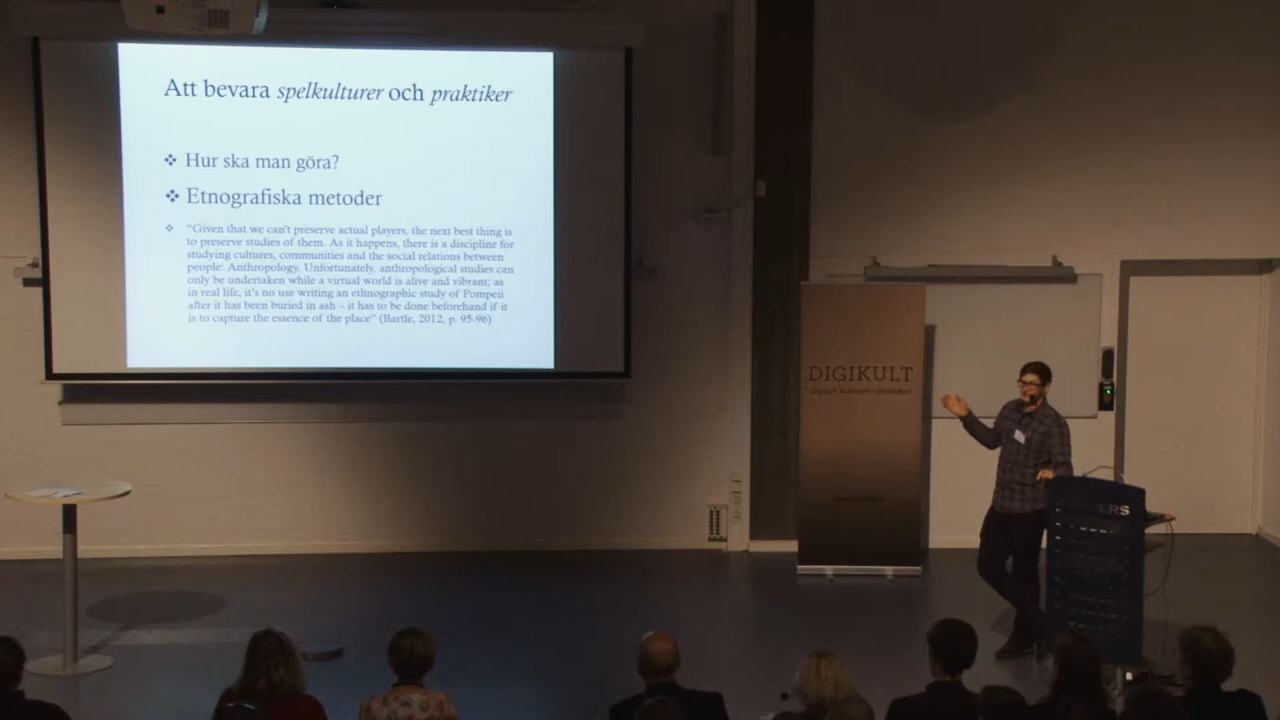 Att bevara spelkulturer och praktiker
Hur ska man göra?
Etnografiska metoder
"Given that we can't preserve actual players, the next best thing is
to preserve studies of them. As it happens, there is a discipline for
studying cultures, communities and the social relations between
people: Anthropology. Unfortunately, anthropological studies can
only be undertaken while a virtual world is alive and vibrant; as
in real life, it's no use writing an ethnographic study of Pompeii
after it has been buried in ash – it has to be done beforehand if it
is to capture the essence of the place" (Bartle, 2012, p. 95-96)
DIGIKULT
Digitalt kulturarv i praktiken
LRS